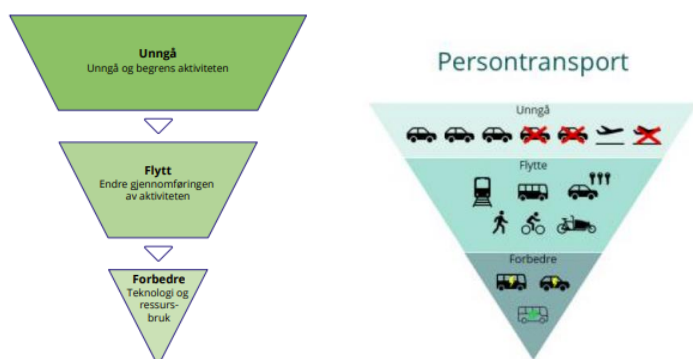 Unngå
Unngå og begrens aktiviteten
Flytt
Endre gjennomføringen
av aktiviteten
Forbedre
Teknologi og
ressurs-
bruk
Persontransport
Unngå
Flytte
Forbedre